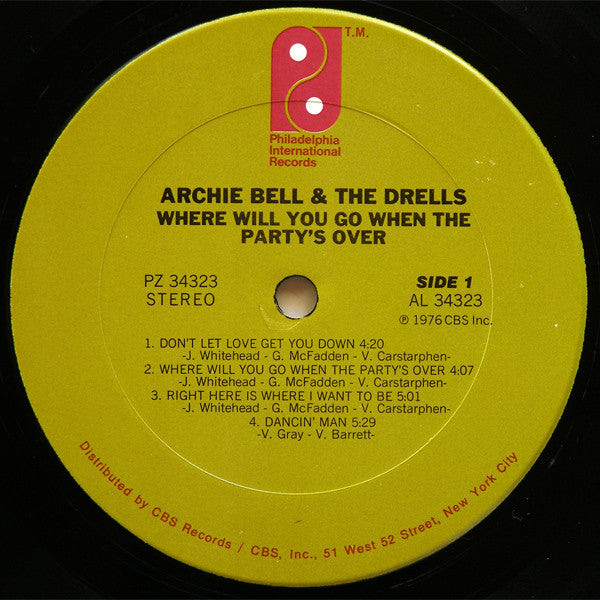 T.M.
Philadelphia
International
Records
ARCHIE BELL & THE DRELLS
WHERE WILL YOU GO WHEN THE
PARTY'S OVER
PZ 34323
STEREO
SIDE 1
AL 34323
℗ 1976 CBS Inc.
1. DON'T LET LOVE GET YOU DOWN 4:20
-J. Whitehead - G. McFadden - V. Carstarphen-
2. WHERE WILL YOU GO WHEN THE PARTY'S OVER 4:07
-J. Whitehead - G. McFadden - V. Carstarphen-
3. RIGHT HERE IS WHERE I WANT TO BE 5:01
-J. Whitehead - G. McFadden - V. Carstarphen-
4. DANCIN' MAN 5:29
-V. Gray - V. Barrett-
Distributed by CBS Records / CBS, Inc., 51 West 52 Street, New York City